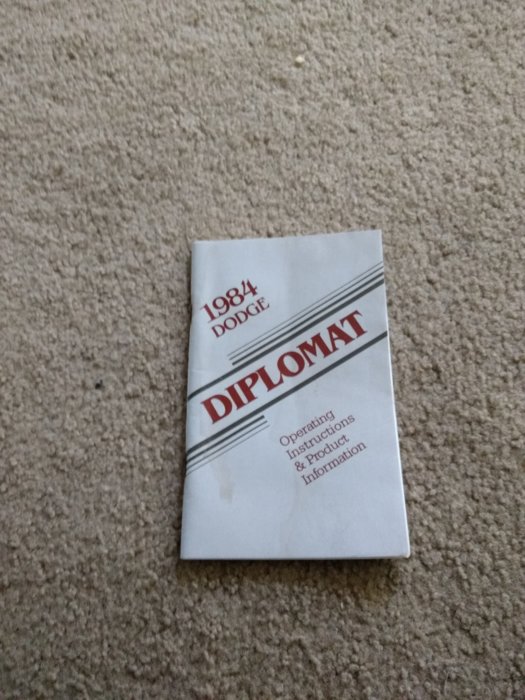 1984
DODGE
DIPLOMAT
Operating
Instructions
& Product
Information